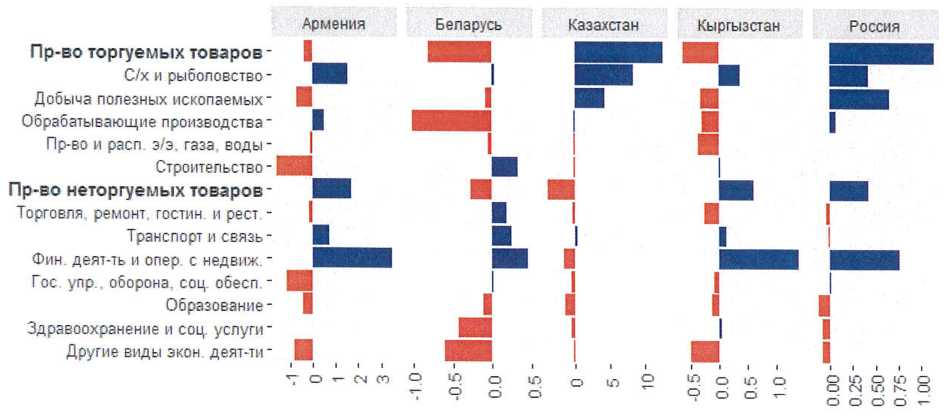 Армения Беларусь Казахстан Кыргызстан Россия
Пр-во торгуемых товаров
С/х и рыболовство
Добыча полезных ископаемых
Обрабатывающие производства
Пр-во и расп. э/э, газа, воды
Строительство
Пр-во неторгуемых товаров
Торговля, ремонт, гостин. и рест.
Транспорт и связь
Фин. деят-ть и опер. с недвиж.
Гос. упр., оборона, соц. обесп.
Образование
Здравоохранение и соц. услуги
Другие виды экон. деят-ти
-1 0 1 2 3 -1.0 -0.5 0.0 0.5 0 5 10 -0.5 0.0 0.5 1.0 0.00 0.25 0.50 0.75 1.00